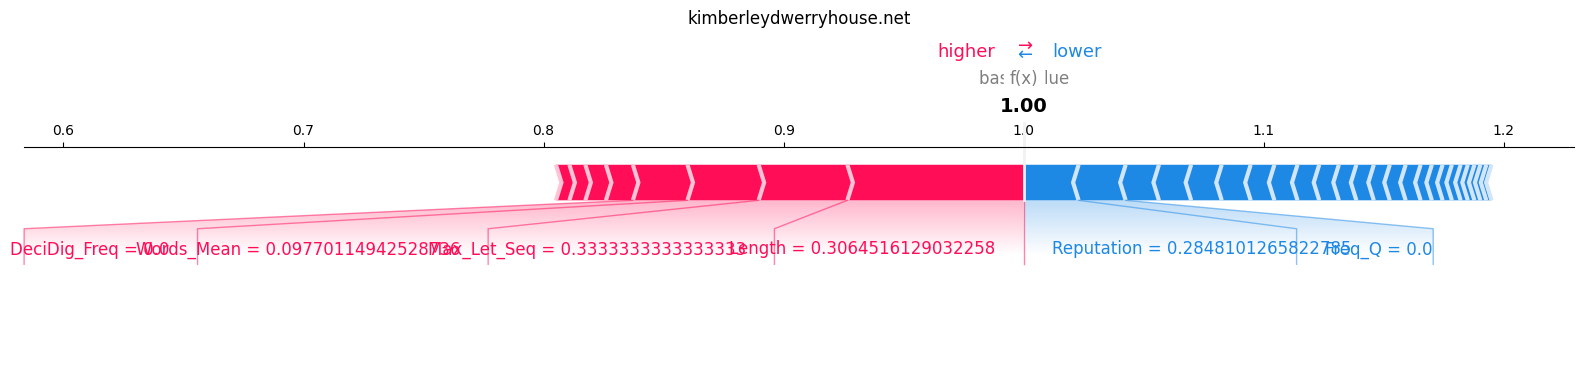 kimberleydwerryhouse.net
higher ⇄ lower
bas f(x) lue
1.00
0.6 0.7 0.8 0.9 1.0 1.1 1.2
DeciDig_Freq = 0.0 Words_Mean = 0.09770114942528736 Max_Let_Seq = 0.3333333333333333 Length = 0.3064516129032258 Reputation = 0.2848101265822785 Freq_Q = 0.0